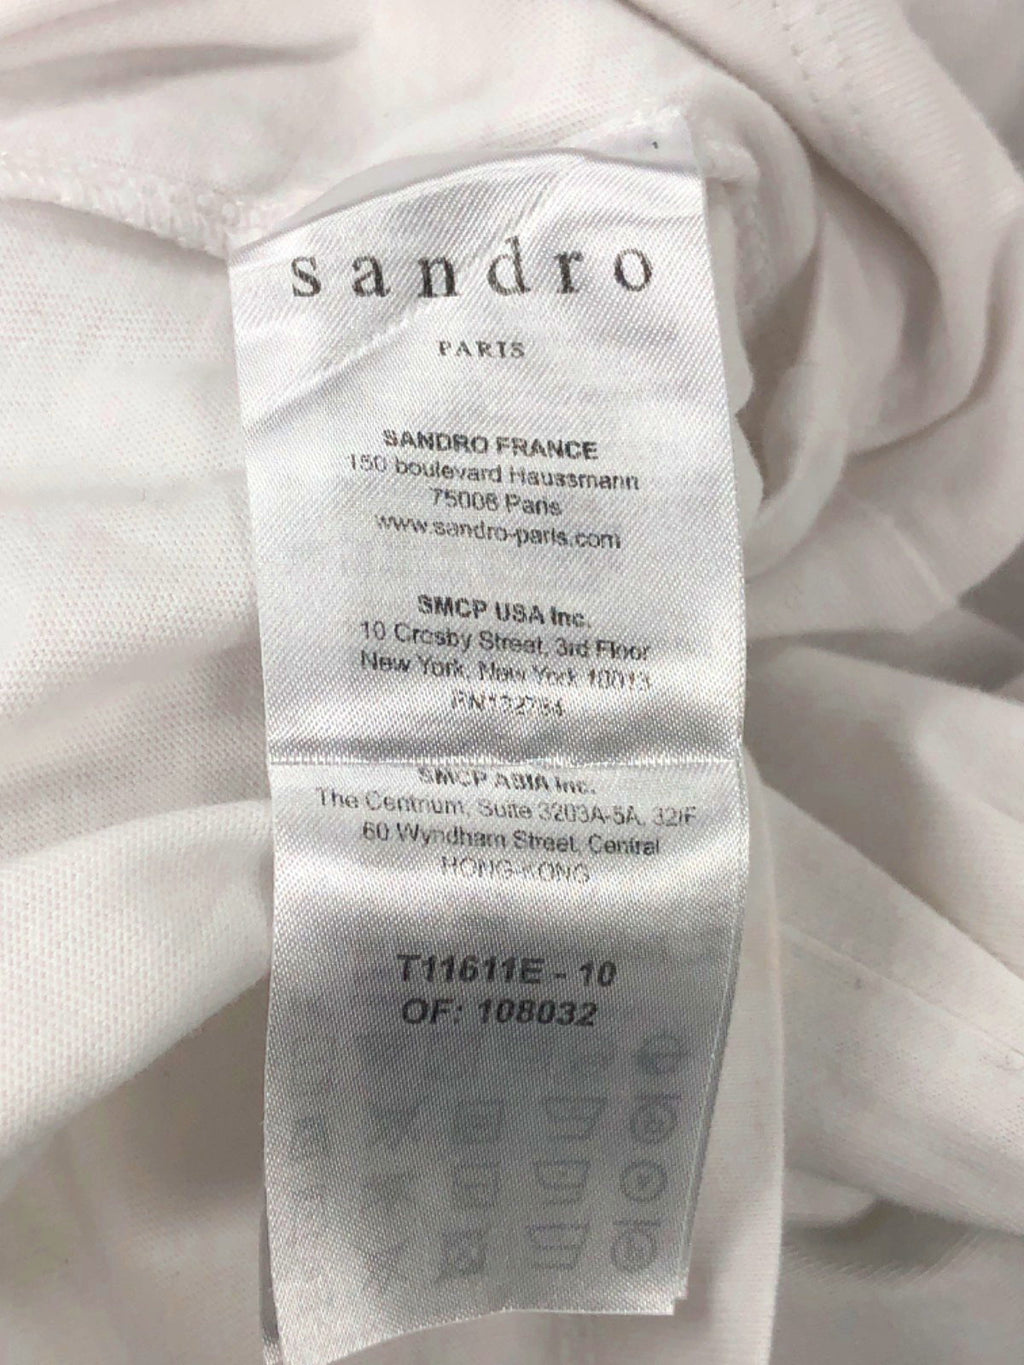 sandro
PARIS
SANDRO FRANCE
150 boulevard Haussmann
75008 Paris
www.sandro-paris.com
SMCP USA Inc.
10 Crosby Street, 3rd Floor
New York, New York 10013
RN132784
SMCP ASIA Inc.
The Centrium, Suite 3203A-5A, 32/F
60 Wyndham Street, Central
HONG-KONG
T11611E - 10
OF: 108032